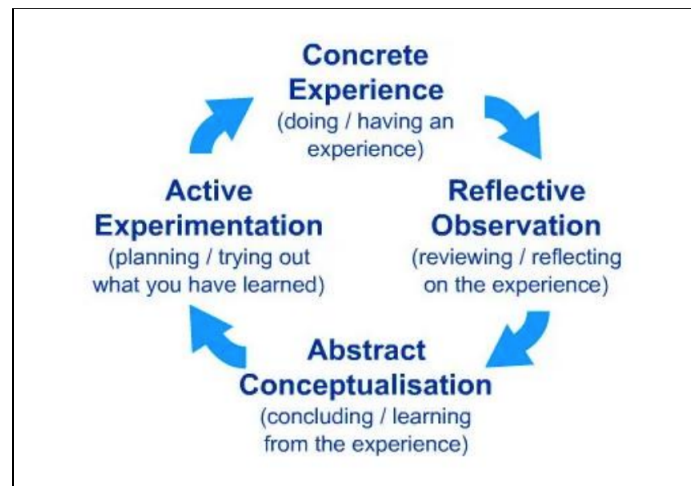 Concrete
Experience
(doing / having an
experience)
Active
Experimentation
(planning / trying out
what you have learned)
Reflective
Observation
(reviewing / reflecting
on the experience)
Abstract
Conceptualisation
(concluding / learning
from the experience)